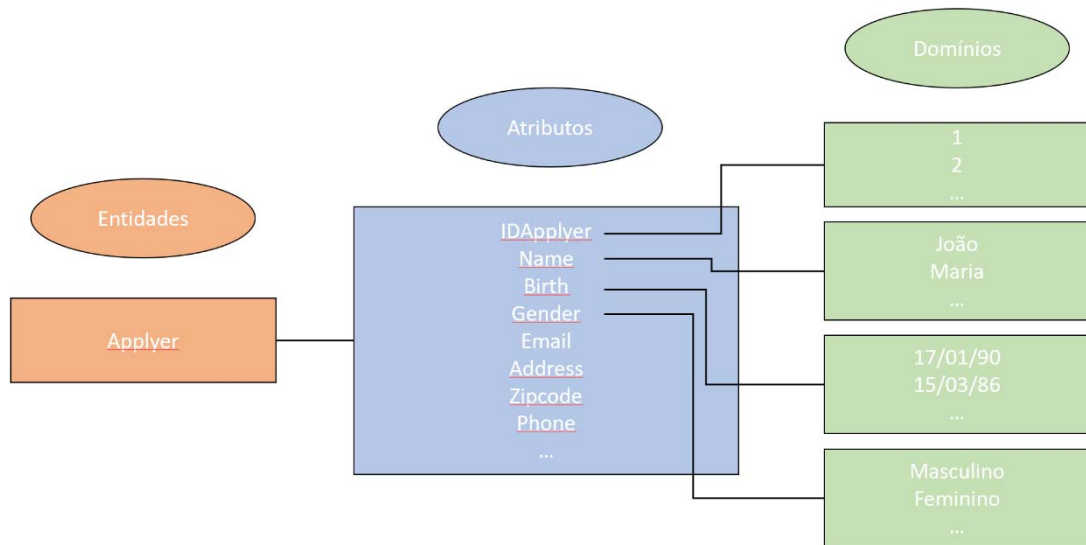 Entidades
Applyer
Atributos
IDApplyer
Name
Birth
Gender
Email
Address
Zipcode
Phone
...
Domínios
1
2
...
João
Maria
...
17/01/90
15/03/86
...
Masculino
Feminino
...